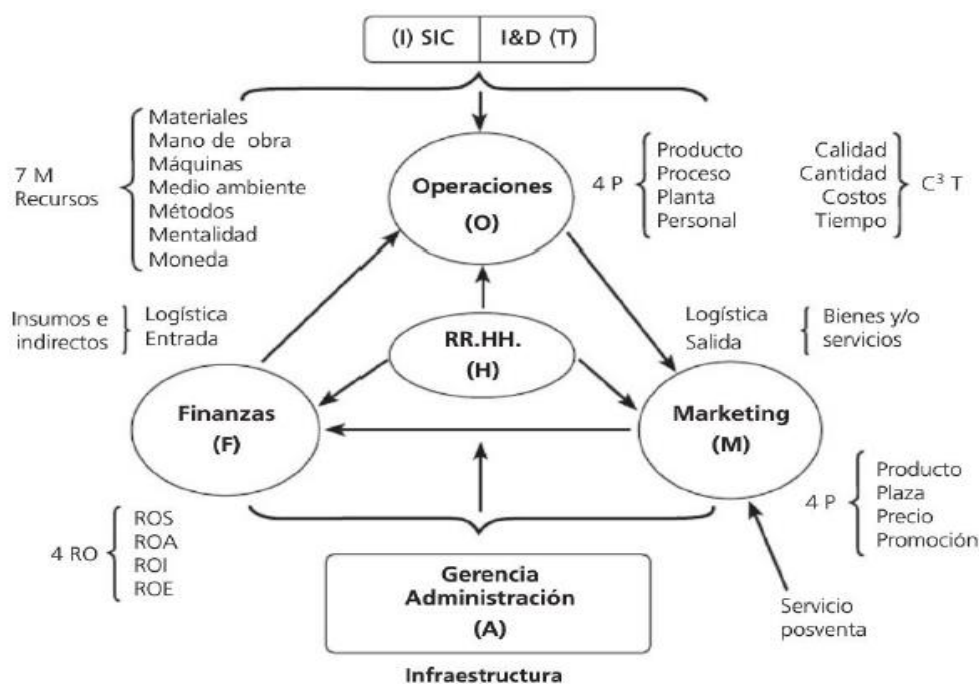 (I) SIC
I&D (T)
7 M
Recursos
Materiales
Mano de obra
Máquinas
Medio ambiente
Métodos
Mentalidad
Moneda
Operaciones
(O)
4 P
Producto
Proceso
Planta
Personal
Calidad
Cantidad
Costos
Tiempo
C³ T
Insumos e
indirectos
Logística
Entrada
RR.HH.
(H)
Logística
Salida
Bienes y/o
servicios
Finanzas
(F)
Marketing
(M)
4 RO
ROS
ROA
ROI
ROE
4 P
Producto
Plaza
Precio
Promoción
Gerencia
Administración
(A)
Servicio
posventa
Infraestructura